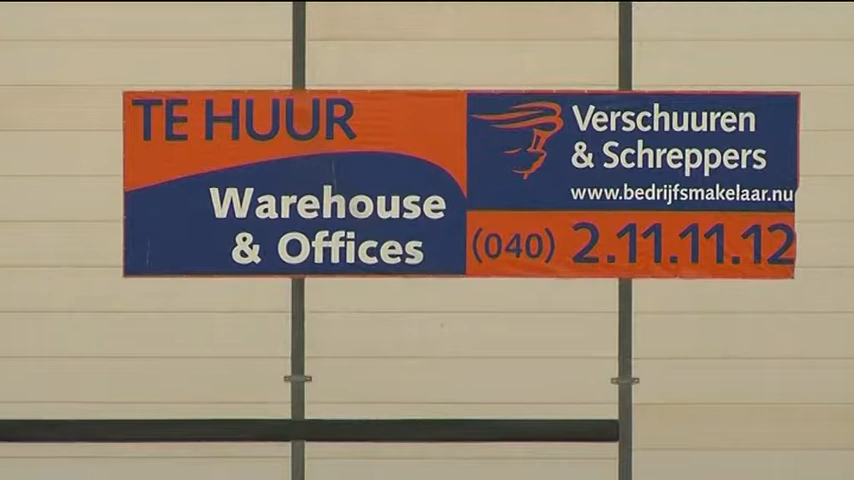 TE HUUR
Warehouse
& Offices
Verschuuren
& Schreppers
www.bedrijfsmakelaar.nu
(040) 2.11.11.12